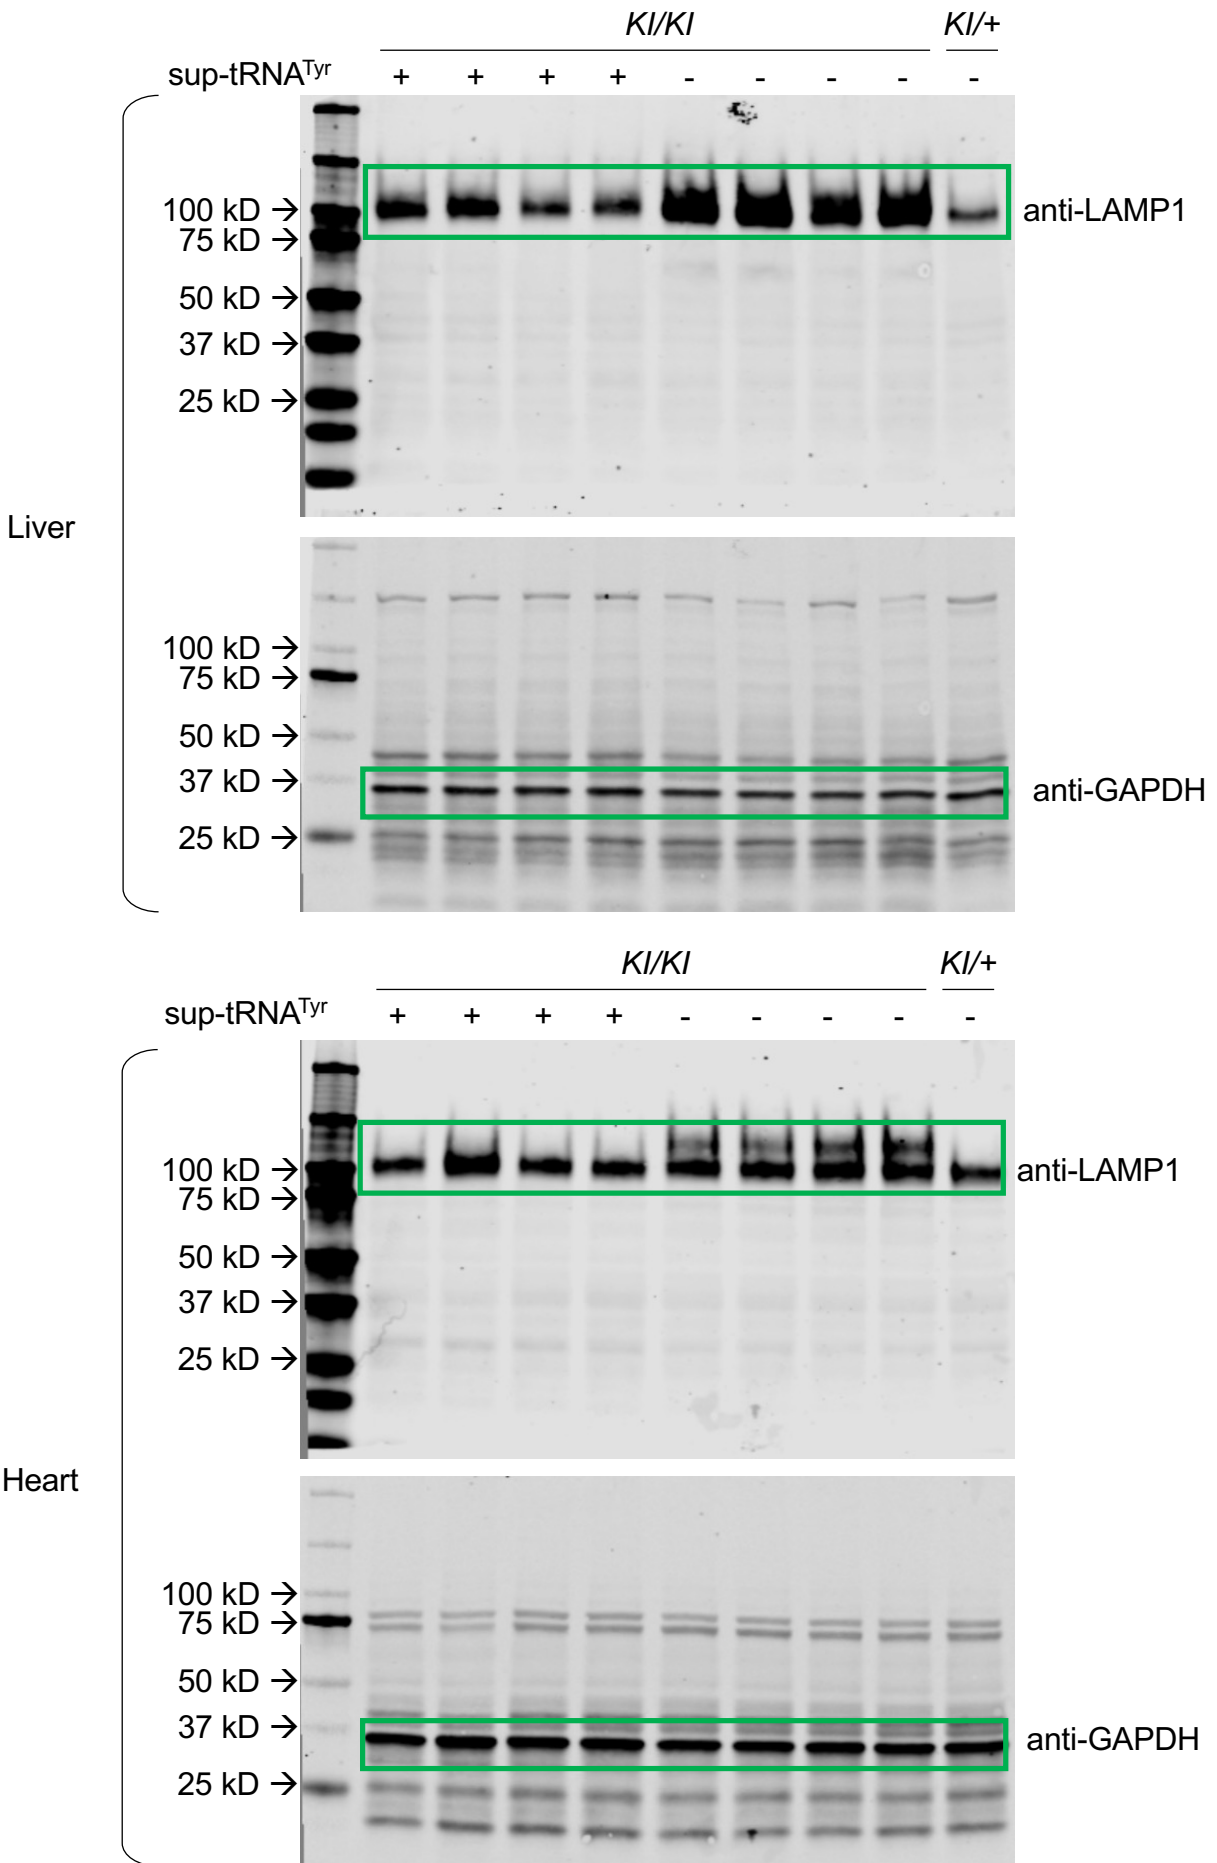 KI/KI KI/+
sup-tRNATyr + + + + - - - - -
100 kD → anti-LAMP1
75 kD →
50 kD →
37 kD →
25 kD →
Liver
100 kD →
75 kD →
50 kD →
37 kD → anti-GAPDH
25 kD →
KI/KI KI/+
sup-tRNATyr + + + + - - - - -
100 kD → anti-LAMP1
75 kD →
50 kD →
37 kD →
25 kD →
Heart
100 kD →
75 kD →
50 kD →
37 kD → anti-GAPDH
25 kD →